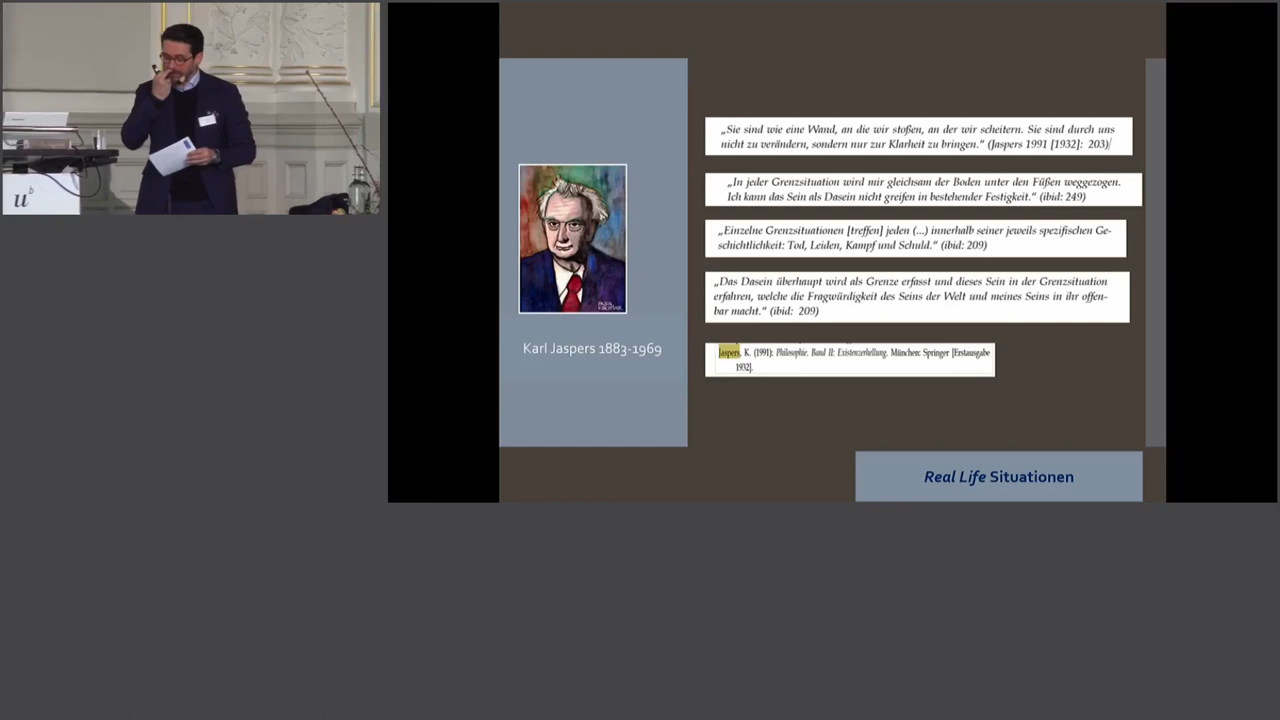 u
b
„Sie sind wie eine Wand, an die wir stoßen, an der wir scheitern. Sie sind durch uns
nicht zu verändern, sondern nur zur Klarheit zu bringen.“ (Jaspers 1991 [1932]: 203)/
„In jeder Grenzsituation wird mir gleichsam der Boden unter den Füßen weggezogen.
Ich kann das Sein als Dasein nicht greifen in bestehender Festigkeit.“ (ibid: 249)
„Einzelne Grenzsituationen [treffen] jeden (...) innerhalb seiner jeweils spezifischen Ge-
schichtlichkeit: Tod, Leiden, Kampf und Schuld.“ (ibid: 209)
„Das Dasein überhaupt wird als Grenze erfasst und dieses Sein in der Grenzsituation
erfahren, welche die Fragwürdigkeit des Seins der Welt und meines Seins in ihr offen-
bar macht.“ (ibid: 209)
Karl Jaspers 1883-1969
Jaspers, K. (1991): Philosophie. Band II: Existenzerhellung. München: Springer [Erstausgabe
1932].
Real Life Situationen